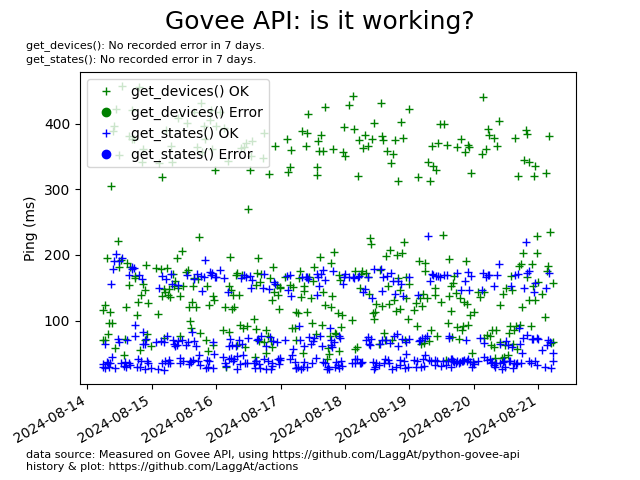 Govee API: is it working?
get_devices(): No recorded error in 7 days.
get_states(): No recorded error in 7 days.
get_devices() OK
get_devices() Error
get_states() OK
get_states() Error
Ping (ms)
400
300
200
100
2024-08-14
2024-08-15
2024-08-16
2024-08-17
2024-08-18
2024-08-19
2024-08-20
2024-08-21
data source: Measured on Govee API, using https://github.com/LaggAt/python-govee-api
history & plot: https://github.com/LaggAt/actions